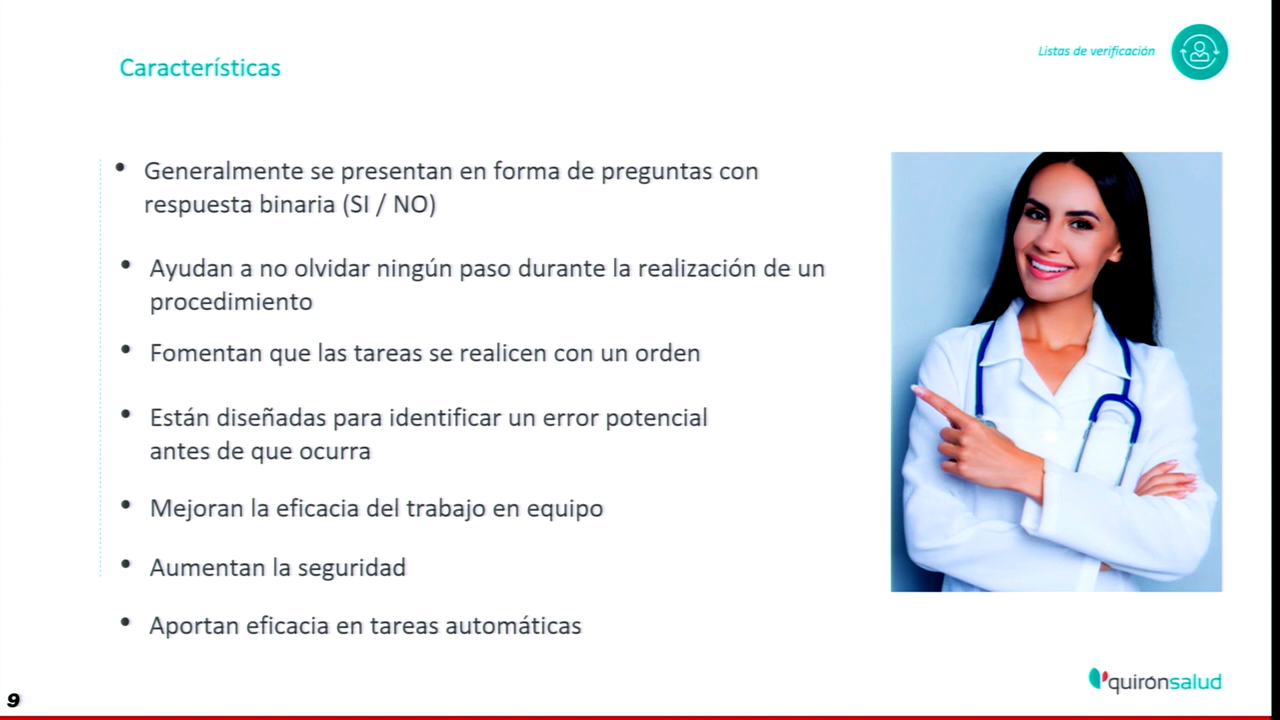 Características
Listas de verificación
• Generalmente se presentan en forma de preguntas con
respuesta binaria (SI / NO)
• Ayudan a no olvidar ningún paso durante la realización de un
procedimiento
• Fomentan que las tareas se realicen con un orden
• Están diseñadas para identificar un error potencial
antes de que ocurra
• Mejoran la eficacia del trabajo en equipo
• Aumentan la seguridad
• Aportan eficacia en tareas automáticas
quirónsalud
9